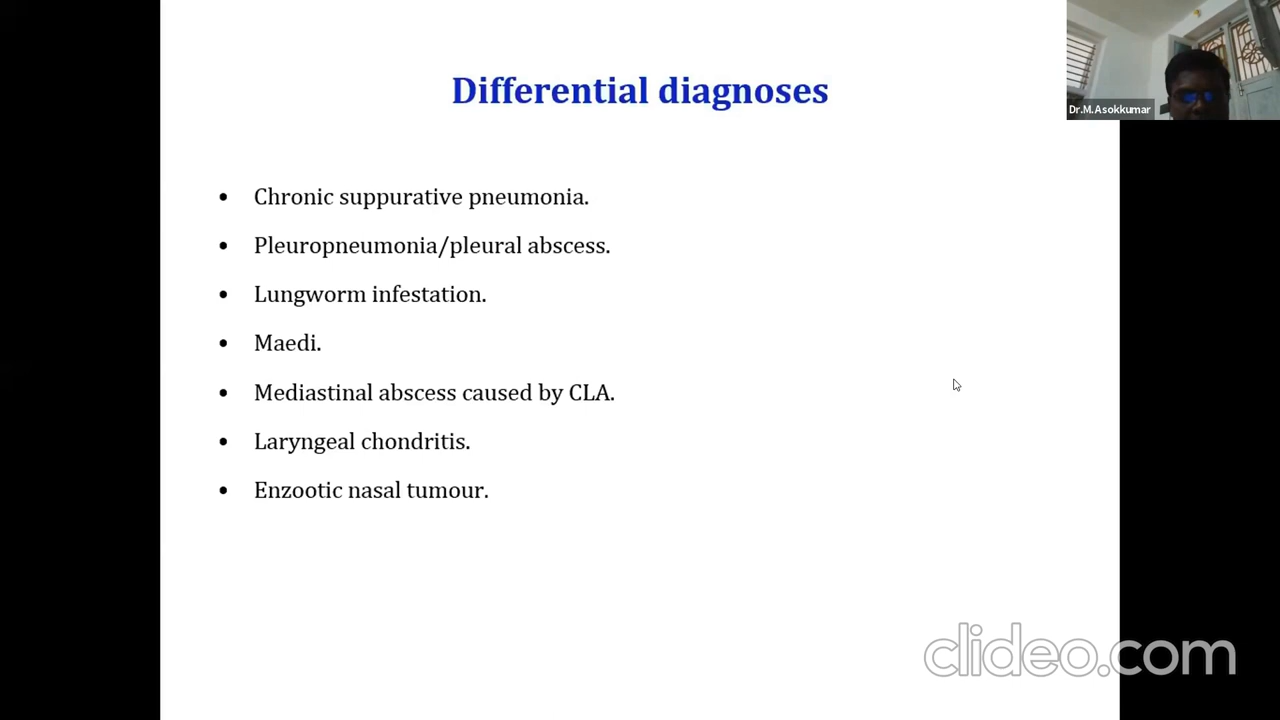 Differential diagnoses
Dr.M.Asokkumar
• Chronic suppurative pneumonia.
• Pleuropneumonia/pleural abscess.
• Lungworm infestation.
• Maedi.
• Mediastinal abscess caused by CLA.
• Laryngeal chondritis.
• Enzootic nasal tumour.
clideo.com